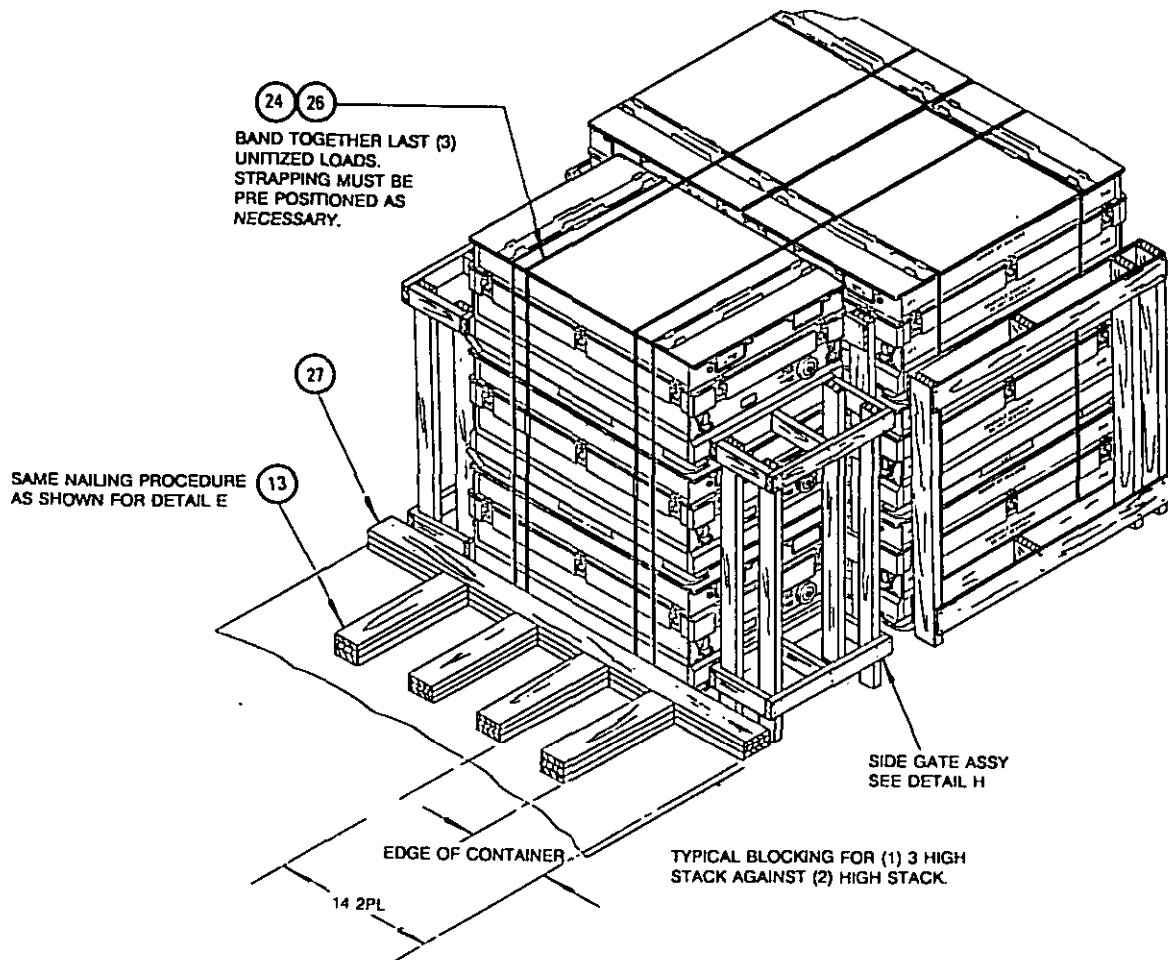 24 26
BAND TOGETHER LAST (3)
UNITIZED LOADS.
STRAPPING MUST BE
PRE POSITIONED AS
NECESSARY.
27
SAME NAILING PROCEDURE
AS SHOWN FOR DETAIL E
13
SIDE GATE ASSY
SEE DETAIL H
EDGE OF CONTAINER
TYPICAL BLOCKING FOR (1) 3 HIGH
STACK AGAINST (2) HIGH STACK.
14 2PL